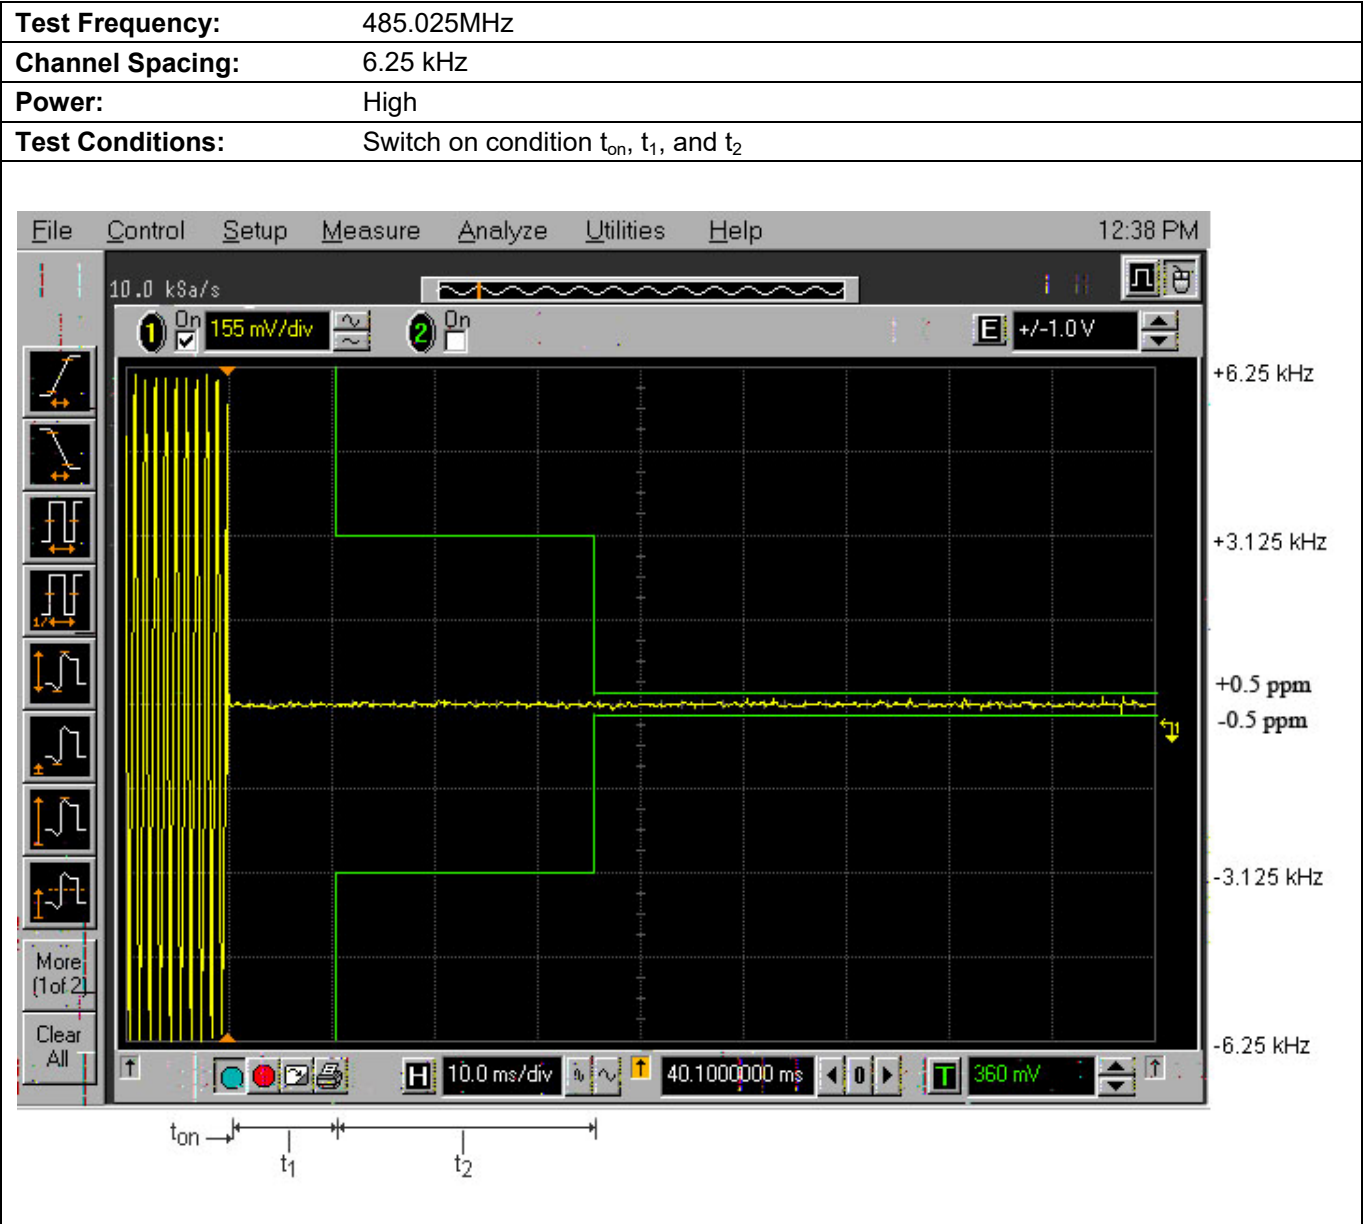 Test Frequency: 485.025MHz
Channel Spacing: 6.25 kHz
Power: High
Test Conditions: Switch on condition ton, t1, and t2
File Control Setup Measure Analyze Utilities Help 12:38 PM
10.0 kSa/s
1 On 155 mV/div 2 On E +/-1.0 V
+6.25 kHz
+3.125 kHz
1/
+0.5 ppm
-0.5 ppm
1
-3.125 kHz
More
(1of 2)
Clear
All
-6.25 kHz
H 10.0 ms/div 40.1000000 ms 0 T 360 mV
ton t1 t2